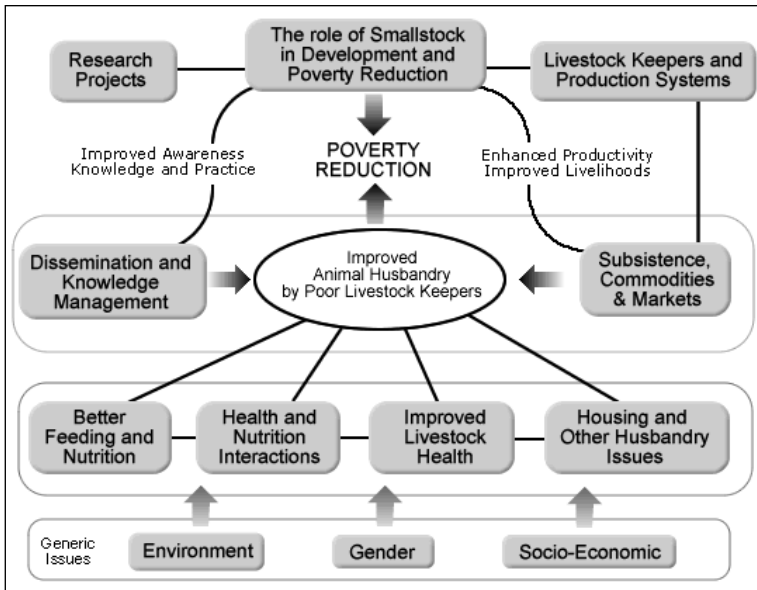 The role of Smallstock
in Development and
Poverty Reduction
Research
Projects
Livestock Keepers and
Production Systems
Improved Awareness
Knowledge and Practice
POVERTY
REDUCTION
Enhanced Productivity
Improved Livelihoods
Dissemination and
Knowledge
Management
Improved
Animal Husbandry
by Poor Livestock Keepers
Subsistence,
Commodities
& Markets
Better
Feeding and
Nutrition
Health and
Nutrition
Interactions
Improved
Livestock
Health
Housing and
Other Husbandry
Issues
Generic
Issues
Environment
Gender
Socio-Economic